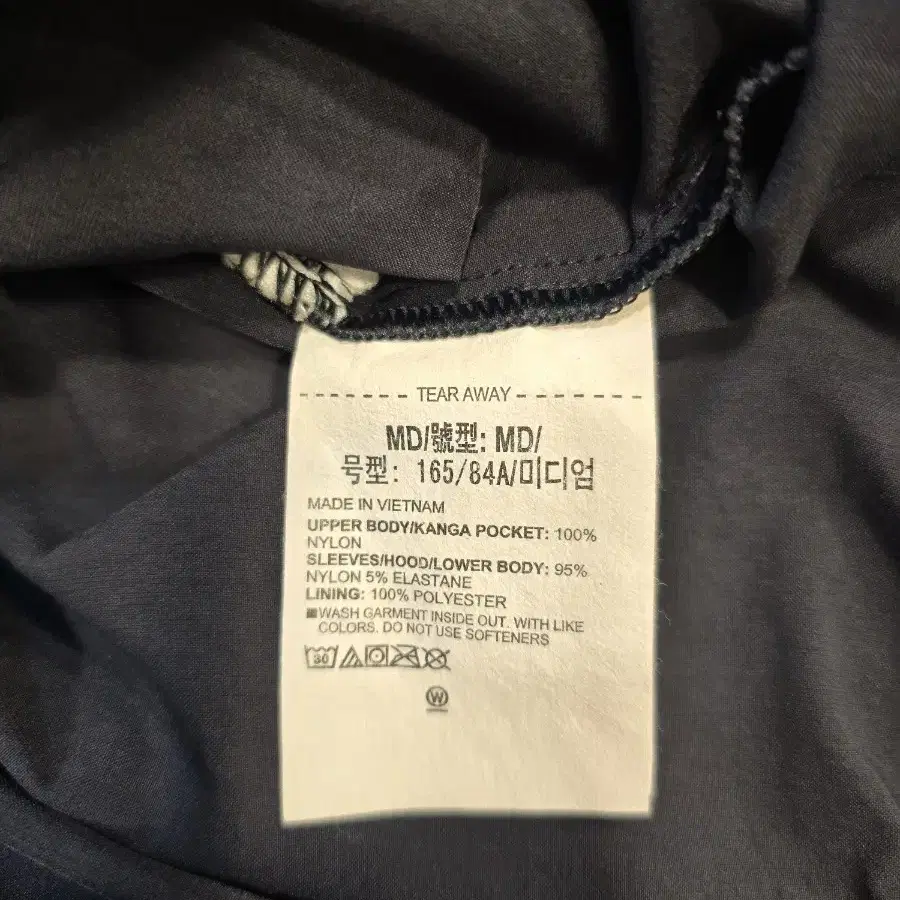 TEAR AWAY
MD/號型: MD/
号型: 165/84A/미디엄
MADE IN VIETNAM
UPPER BODY/KANGA POCKET: 100%
NYLON
SLEEVES/HOOD/LOWER BODY: 95%
NYLON 5% ELASTANE
LINING: 100% POLYESTER
WASH GARMENT INSIDE OUT. WITH LIKE
COLORS. DO NOT USE SOFTENERS
30
W